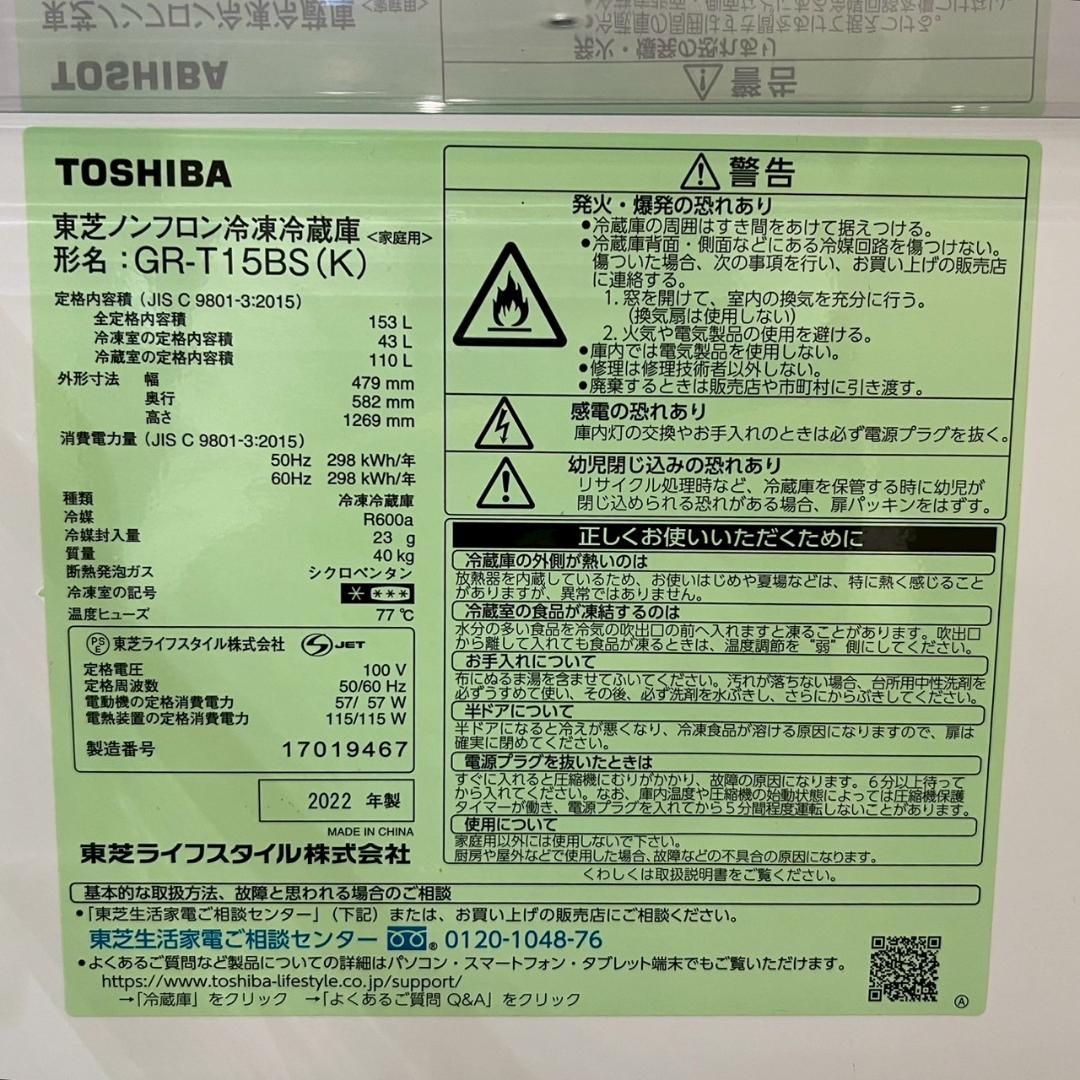 TOSHIBA
東芝ノンフロン冷凍冷蔵庫 <家庭用>
形名：GR-T15BS(K)
定格内容積（JIS C 9801-3:2015）
全定格内容積 153 L
冷凍室の定格内容積 43 L
冷蔵室の定格内容積 110 L
外形寸法 幅 479 mm
奥行 582 mm
高さ 1269 mm
消費電力量（JIS C 9801-3:2015）
50Hz 298 kWh/年
60Hz 298 kWh/年
種類 冷凍冷蔵庫
冷媒 R600a
冷媒封入量 23 g
質量 40 kg
断熱発泡ガス シクロペンタン
冷凍室の記号
温度ヒューズ 77 ℃
PSE 東芝ライフスタイル株式会社 JET
定格電圧 100 V
定格周波数 50/60 Hz
電動機の定格消費電力 57/ 57 W
電熱装置の定格消費電力 115/115 W
製造番号 17019467
2022 年製
MADE IN CHINA
東芝ライフスタイル株式会社
警告
発火・爆発の恐れあり
●冷蔵庫の周囲はすき間をあけて据えつける。
●冷蔵庫背面・側面などにある冷媒回路を傷つけない。
傷ついた場合、次の事項を行い、お買い上げの販売店
に連絡する。
1. 窓を開けて、室内の換気を充分に行う。
（換気扇は使用しない）
2. 火気や電気製品の使用を避ける。
●庫内では電気製品を使用しない。
●修理は修理技術者以外しない。
●廃棄するときは販売店や市町村に引き渡す。
感電の恐れあり
庫内灯の交換やお手入れのときは必ず電源プラグを抜く。
幼児閉じ込みの恐れあり
リサイクル処理時など、冷蔵庫を保管する時に幼児が
閉じ込められる恐れがある場合、扉パッキンをはずす。
正しくお使いいただくために
冷蔵庫の外側が熱いのは
放熱器を内蔵しているため、お使いはじめや夏場などは、特に熱く感じること
がありますが、異常ではありません。
冷蔵室の食品が凍結するのは
水分の多い食品を冷気の吹出口の前へ入れますと凍ることがあります。吹出口
から離して入れても食品が凍るときは、温度調節を“弱”側にしてください。
お手入れについて
布にぬるま湯を含ませてふいてください。汚れが落ちない場合、台所用中性洗剤を
必ずうすめて使い、その後、必ず洗剤を水ぶきし、さらにからぶきしてください。
半ドアについて
半ドアになると冷えが悪くなり、冷凍食品が溶ける原因になりますので、扉は
確実に閉めてください。
電源プラグを抜いたときは
すぐに入れると圧縮機にむりがかかり、故障の原因になります。6分以上待って
から入れてください。なお、庫内温度や圧縮機の始動状態によっては圧縮機保護
タイマーが働き、電源プラグを入れてから5分間程度運転しないことがあります。
使用について
家庭用以外には使用しないで下さい。
厨房や屋外などで使用した場合、故障などの不具合の原因になります。
くわしくは取扱説明書をご覧ください。
基本的な取扱方法、故障と思われる場合のご相談
●「東芝生活家電ご相談センター」（下記）または、お買い上げの販売店にご相談ください。
東芝生活家電ご相談センター ® 0120-1048-76
●よくあるご質問など製品についての詳細はパソコン・スマートフォン・タブレット端末でもご覧いただけます。
https://www.toshiba-lifestyle.co.jp/support/
→「冷蔵庫」をクリック →「よくあるご質問 Q&A」をクリック
Ⓐ